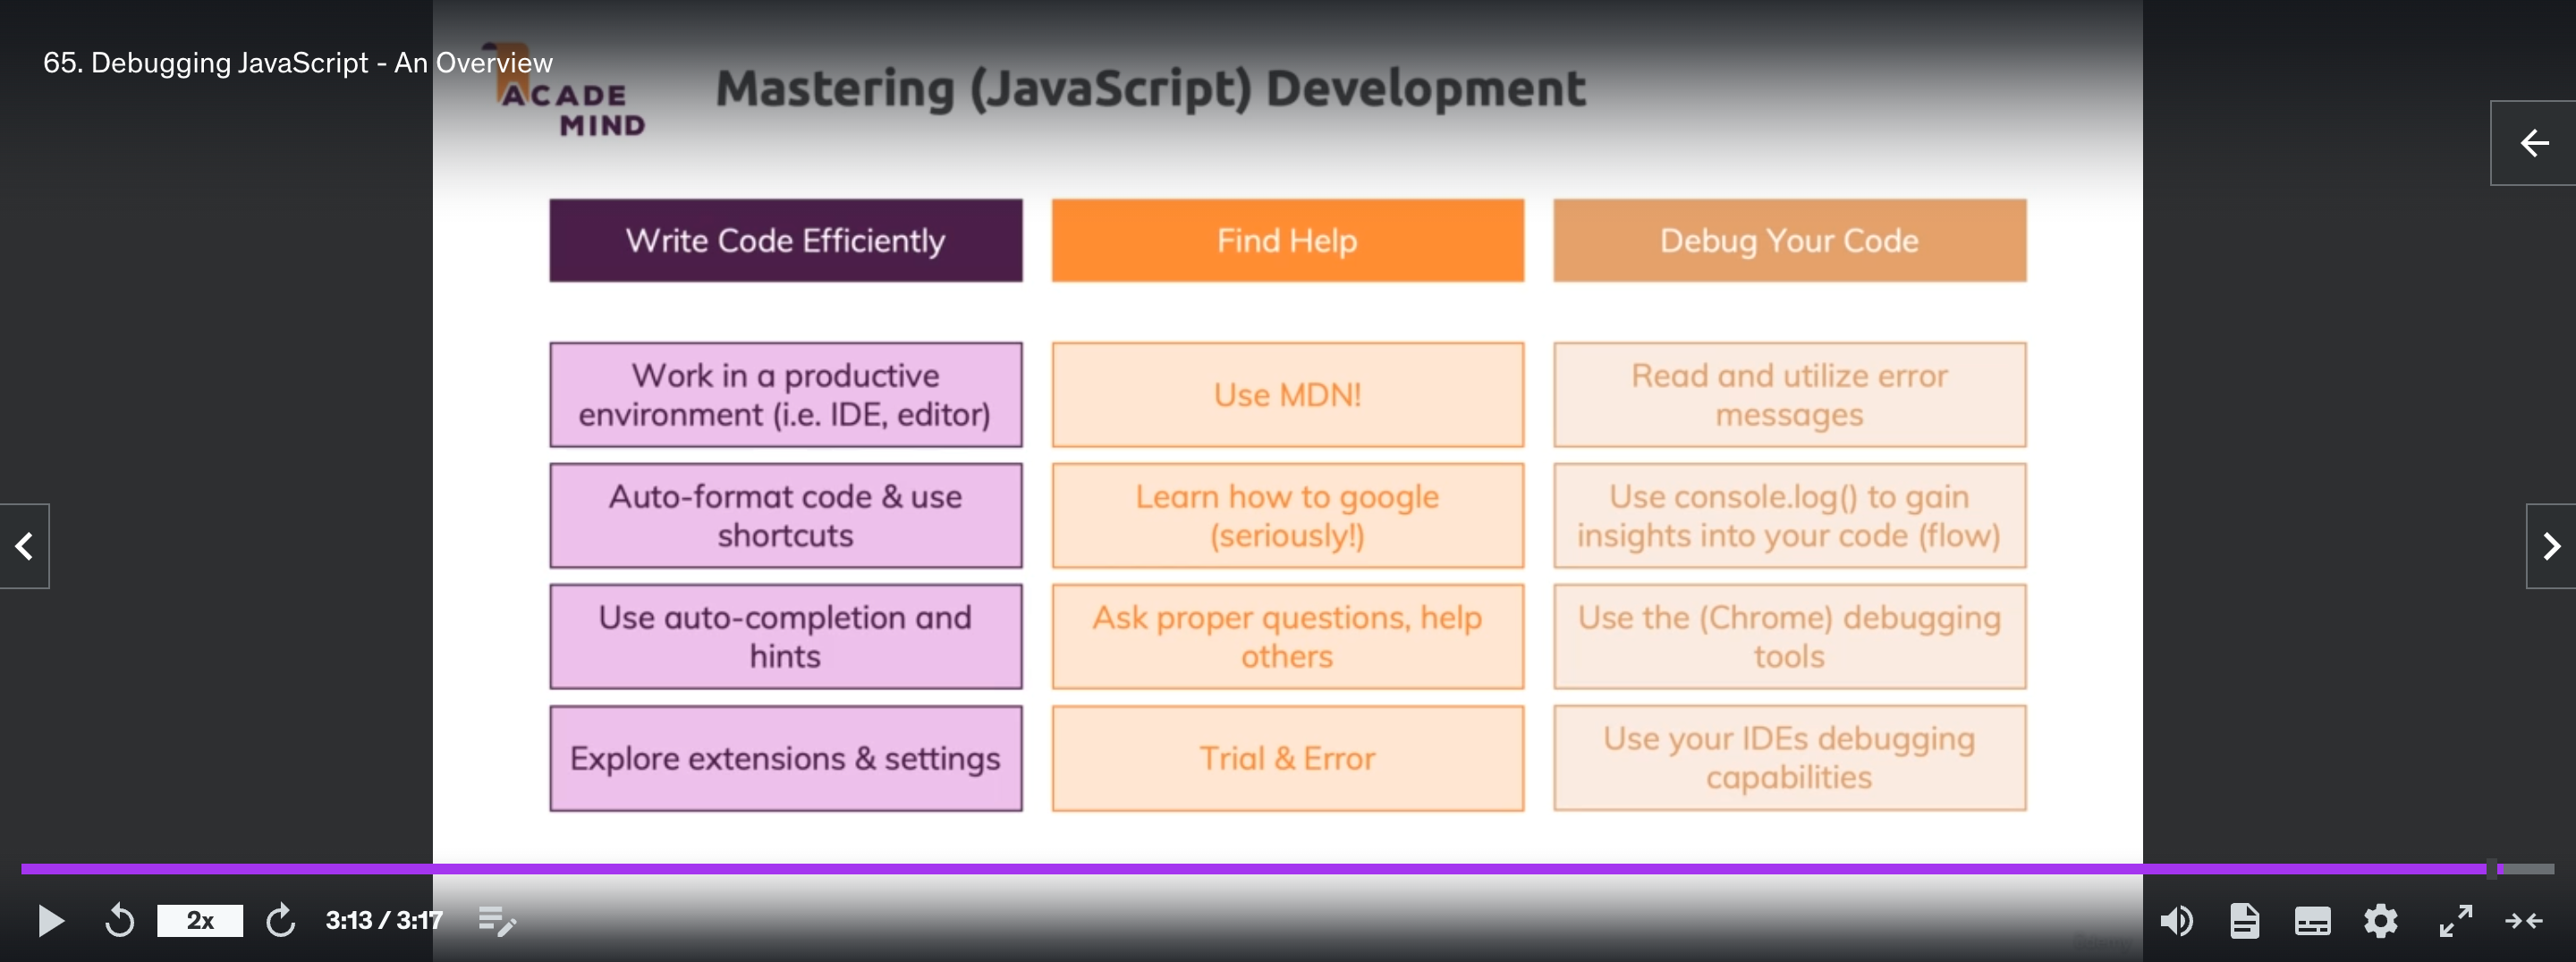 65. Debugging JavaScript - An Overview
ACADE
MIND
Mastering (JavaScript) Development
Write Code Efficiently
Work in a productive
environment (i.e. IDE, editor)
Auto-format code & use
shortcuts
Use auto-completion and
hints
Explore extensions & settings
Find Help
Use MDN!
Learn how to google
(seriously!)
Ask proper questions, help
others
Trial & Error
Debug Your Code
Read and utilize error
messages
Use console.log() to gain
insights into your code (flow)
Use the (Chrome) debugging
tools
Use your IDEs debugging
capabilities
2x
3:13 / 3:17